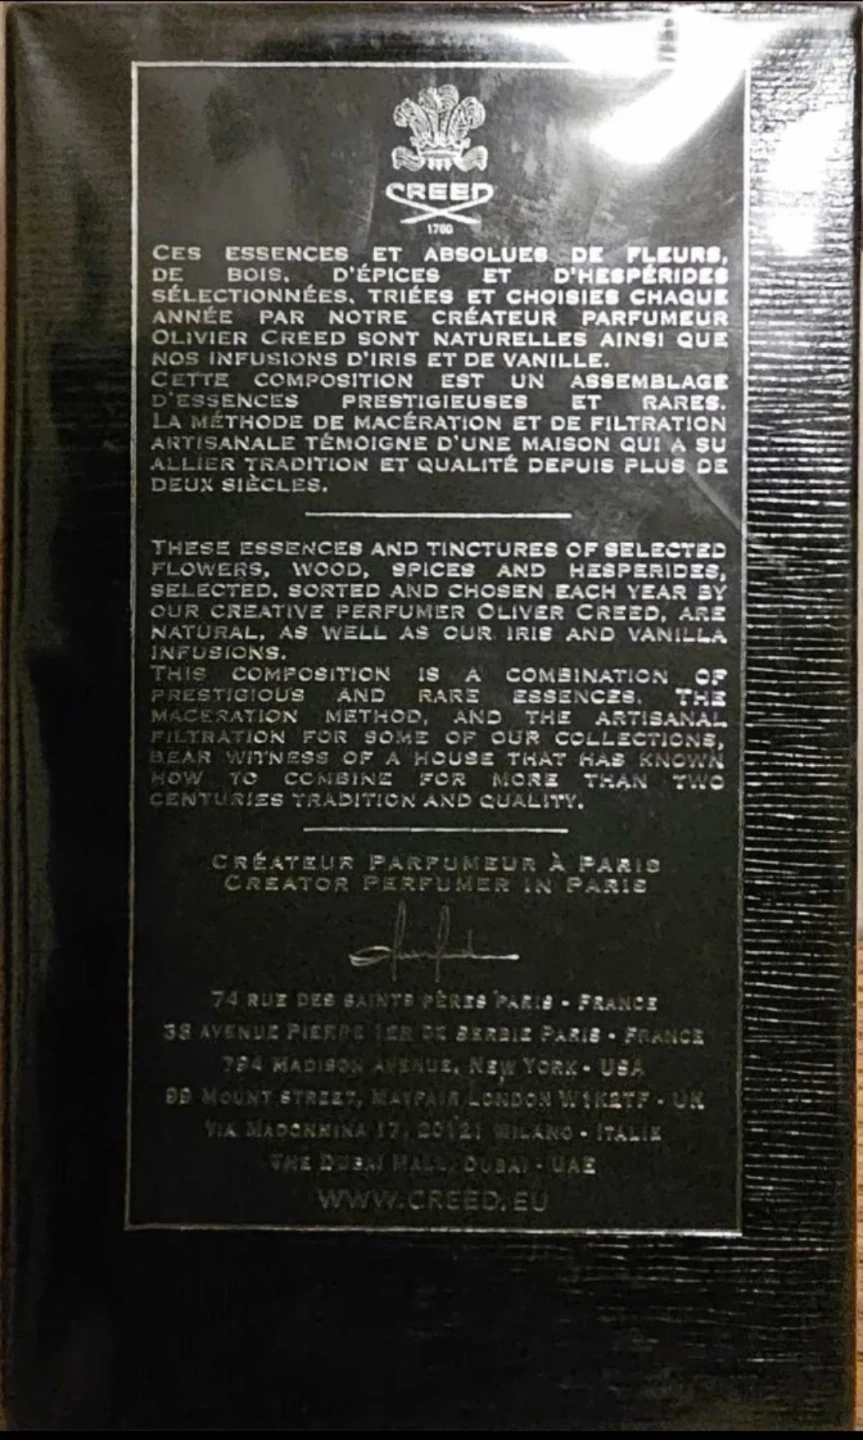 CREED
1760
CES ESSENCES ET ABSOLUES DE FLEURS,
DE BOIS, D'ÉPICES ET D'HESPÉRIDES
SÉLECTIONNÉES, TRIÉES ET CHOISIES CHAQUE
ANNÉE PAR NOTRE CRÉATEUR PARFUMEUR
OLIVIER CREED SONT NATURELLES AINSI QUE
NOS INFUSIONS D'IRIS ET DE VANILLE.
CETTE COMPOSITION EST UN ASSEMBLAGE
D'ESSENCES PRESTIGIEUSES ET RARES.
LA MÉTHODE DE MACÉRATION ET DE FILTRATION
ARTISANALE TÉMOIGNE D'UNE MAISON QUI A SU
ALLIER TRADITION ET QUALITÉ DEPUIS PLUS DE
DEUX SIÈCLES.
THESE ESSENCES AND TINCTURES OF SELECTED
FLOWERS, WOOD, SPICES AND HESPERIDES,
SELECTED, SORTED AND CHOSEN EACH YEAR BY
OUR CREATIVE PERFUMER OLIVER CREED, ARE
NATURAL, AS WELL AS OUR IRIS AND VANILLA
INFUSIONS.
THIS COMPOSITION IS A COMBINATION OF
PRESTIGIOUS AND RARE ESSENCES. THE
MACERATION METHOD, AND THE ARTISANAL
FILTRATION FOR SOME OF OUR COLLECTIONS,
BEAR WITNESS OF A HOUSE THAT HAS KNOWN
HOW TO COMBINE FOR MORE THAN TWO
CENTURIES TRADITION AND QUALITY.
CRÉATEUR PARFUMEUR À PARIS
CREATOR PERFUMER IN PARIS
74 RUE DES SAINTS PÈRES PARIS - FRANCE
38 AVENUE PIERRE 1ER DE SERBIE PARIS - FRANCE
794 MADISON AVENUE, NEW YORK - USA
99 MOUNT STREET, MAYFAIR LONDON W1K2TF - UK
VIA MADONNINA 17, 20121 MILANO - ITALIE
THE DUBAI MALL, DUBAI - UAE
WWW.CREED.EU